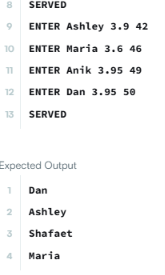 8 SERVED
9 ENTER Ashley 3.9 42
10 ENTER Maria 3.6 46
11 ENTER Anik 3.95 49
12 ENTER Dan 3.95 50
13 SERVED
Expected Output
1 Dan
2 Ashley
3 Shafaet
4 Maria